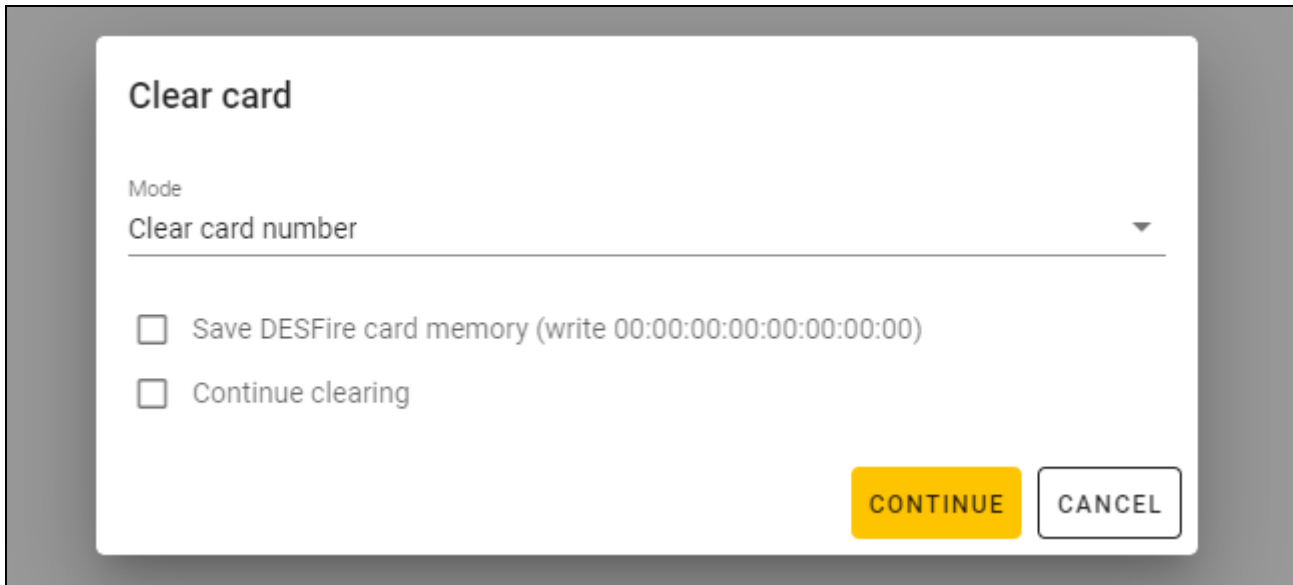 Clear card
Mode
Clear card number
Save DESFire card memory (write 00:00:00:00:00:00:00:00)
Continue clearing
CONTINUE CANCEL